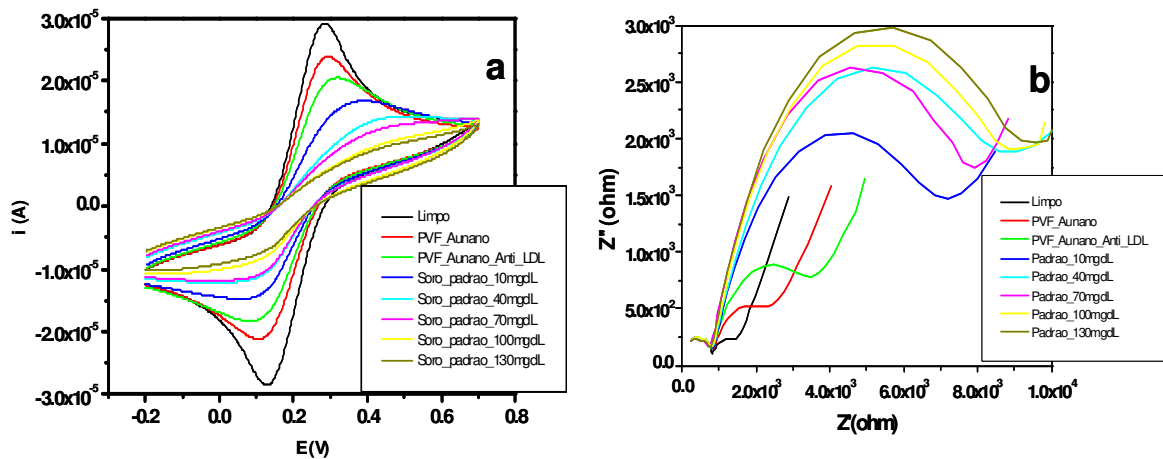 a
3.0x10⁻⁵
2.0x10⁻⁵
1.0x10⁻⁵
0.0
-1.0x10⁻⁵
-2.0x10⁻⁵
-3.0x10⁻⁵
i (A)
-0.2 0.0 0.2 0.4 0.6 0.8
E(V)
Limpo
PVF_Aunano
PVF_Aunano_Anti_LDL
Soro_padrao_10mgdL
Soro_padrao_40mgdL
Soro_padrao_70mgdL
Soro_padrao_100mgdL
Soro_padrao_130mgdL
b
3.0x10³
2.5x10³
2.0x10³
1.5x10³
1.0x10³
5.0x10²
0.0
Z'' (ohm)
0.0 2.0x10³ 4.0x10³ 6.0x10³ 8.0x10³ 1.0x10⁴
Z'(ohm)
Limpo
PVF_Aunano
PVF_Aunano_Anti_LDL
Padrao_10mgdL
Padrao_40mgdL
Padrao_70mgdL
Padrao_100mgdL
Padrao_130mgdL